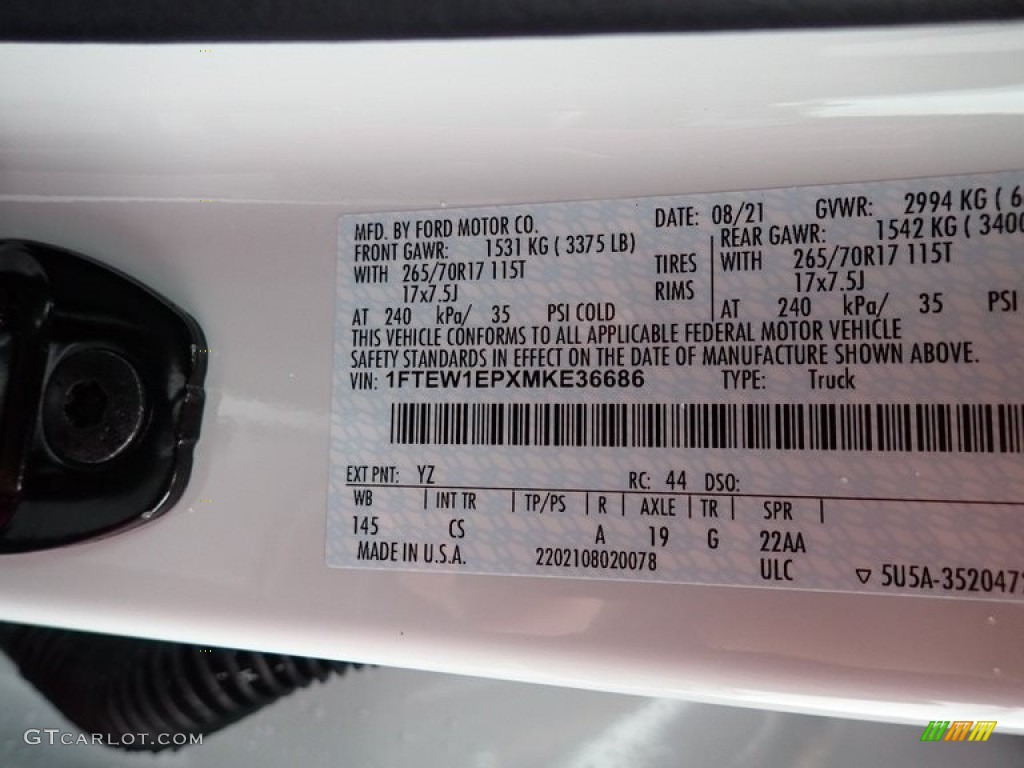 MFD. BY FORD MOTOR CO. DATE: 08/21 GVWR: 2994 KG ( 6
FRONT GAWR: 1531 KG ( 3375 LB) REAR GAWR: 1542 KG ( 3400
WITH 265/70R17 115T TIRES WITH 265/70R17 115T
17x7.5J RIMS 17x7.5J
AT 240 kPa/ 35 PSI COLD AT 240 kPa/ 35 PSI
THIS VEHICLE CONFORMS TO ALL APPLICABLE FEDERAL MOTOR VEHICLE
SAFETY STANDARDS IN EFFECT ON THE DATE OF MANUFACTURE SHOWN ABOVE.
VIN: 1FTEW1EPXMKE36686 TYPE: Truck
EXT PNT: YZ RC: 44 DSO:
WB INT TR TP/PS R AXLE TR SPR
145 CS A 19 G 22AA
MADE IN U.S.A. 2202108020078 ULC ▽ 5U5A-352047
GTCARLOT.COM